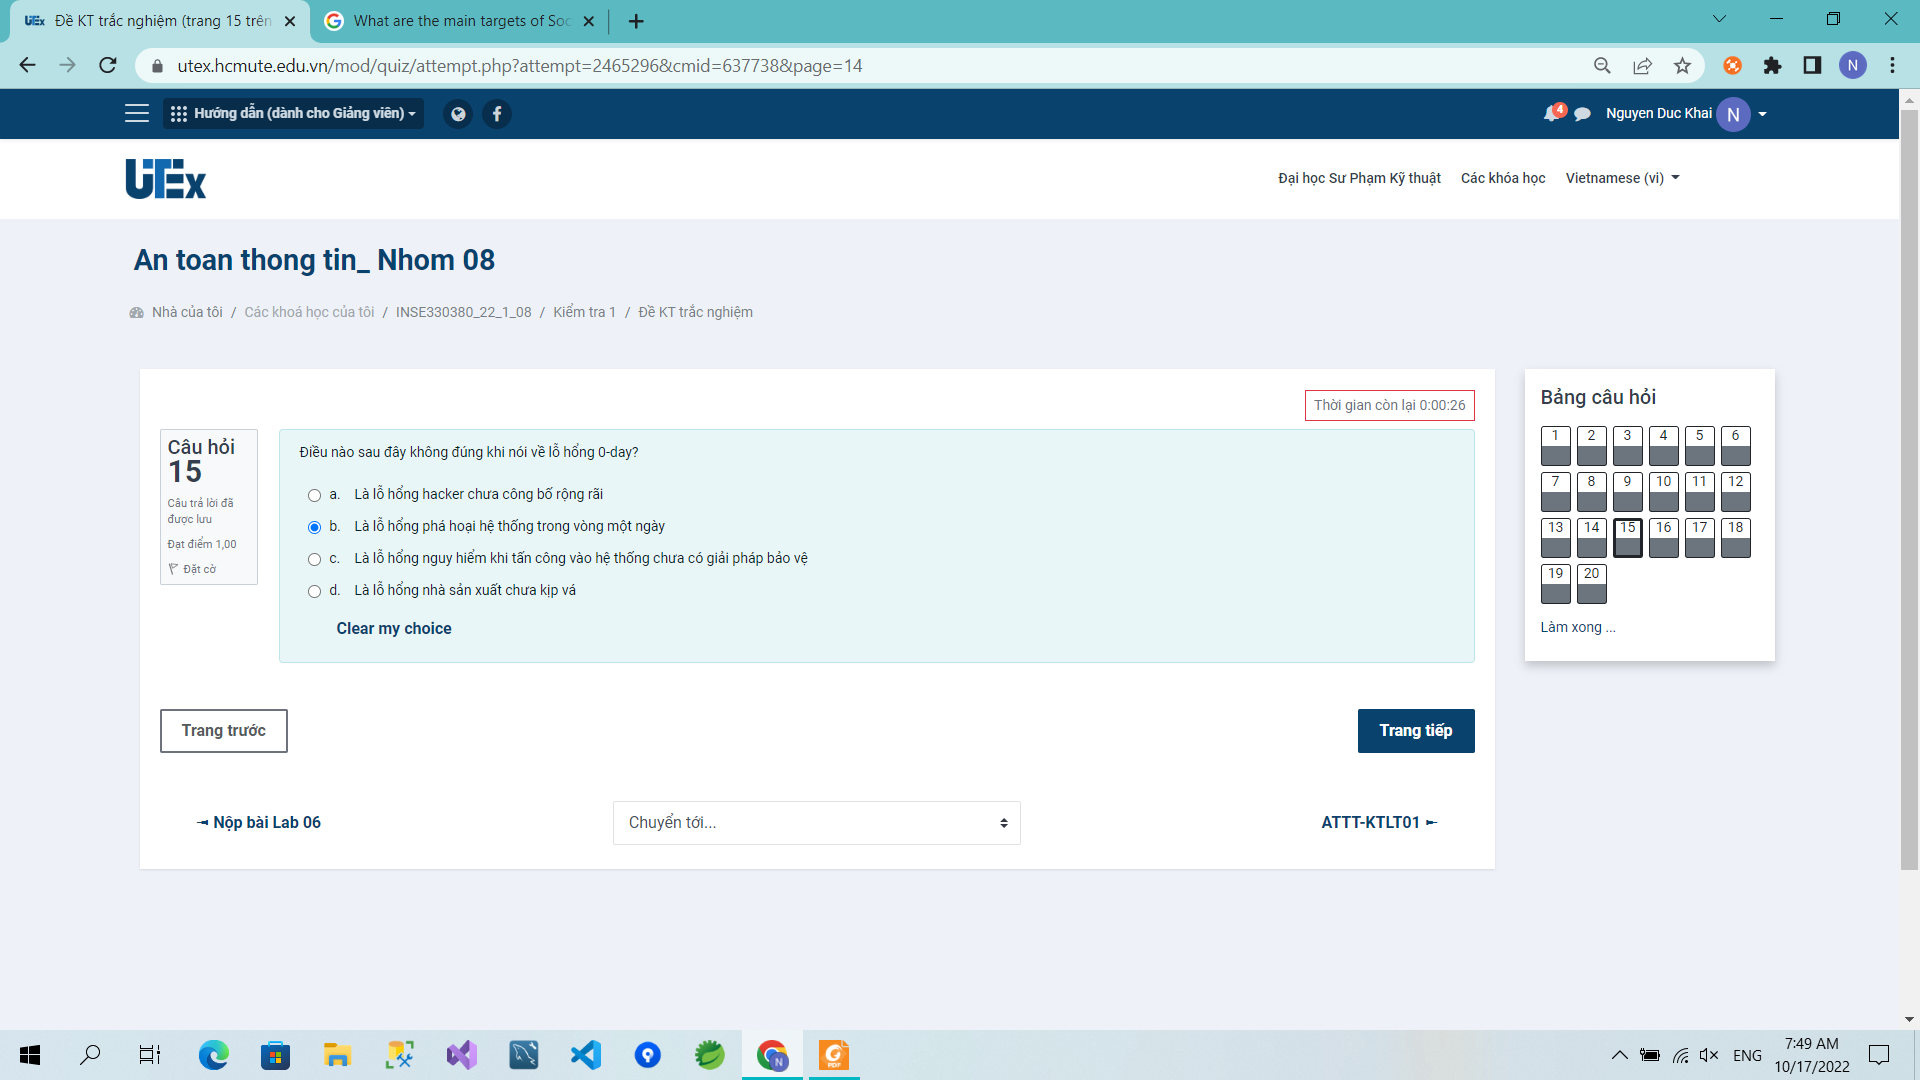 Đề KT trắc nghiệm (trang 15 trên
What are the main targets of Soc
utex.hcmute.edu.vn/mod/quiz/attempt.php?attempt=2465296&cmid=637738&page=14
N
Hướng dẫn (dành cho Giảng viên)
4
Nguyen Duc Khai
N
UTEx
Đại học Sư Phạm Kỹ thuật
Các khóa học
Vietnamese (vi)
An toan thong tin_ Nhom 08
Nhà của tôi / Các khoá học của tôi / INSE330380_22_1_08 / Kiểm tra 1 / Đề KT trắc nghiệm
Thời gian còn lại 0:00:26
Câu hỏi
15
Câu trả lời đã
được lưu
Đạt điểm 1,00
Đặt cờ
Điều nào sau đây không đúng khi nói về lỗ hổng 0-day?
a. Là lỗ hổng hacker chưa công bố rộng rãi
b. Là lỗ hổng phá hoại hệ thống trong vòng một ngày
c. Là lỗ hổng nguy hiểm khi tấn công vào hệ thống chưa có giải pháp bảo vệ
d. Là lỗ hổng nhà sản xuất chưa kịp vá
Clear my choice
Trang trước
Trang tiếp
◄ Nộp bài Lab 06
Chuyển tới...
ATTT-KTLT01 ►
Bảng câu hỏi
1 2 3 4 5 6
7 8 9 10 11 12
13 14 15 16 17 18
19 20
Làm xong ...
N
PDF
ENG
7:49 AM
10/17/2022